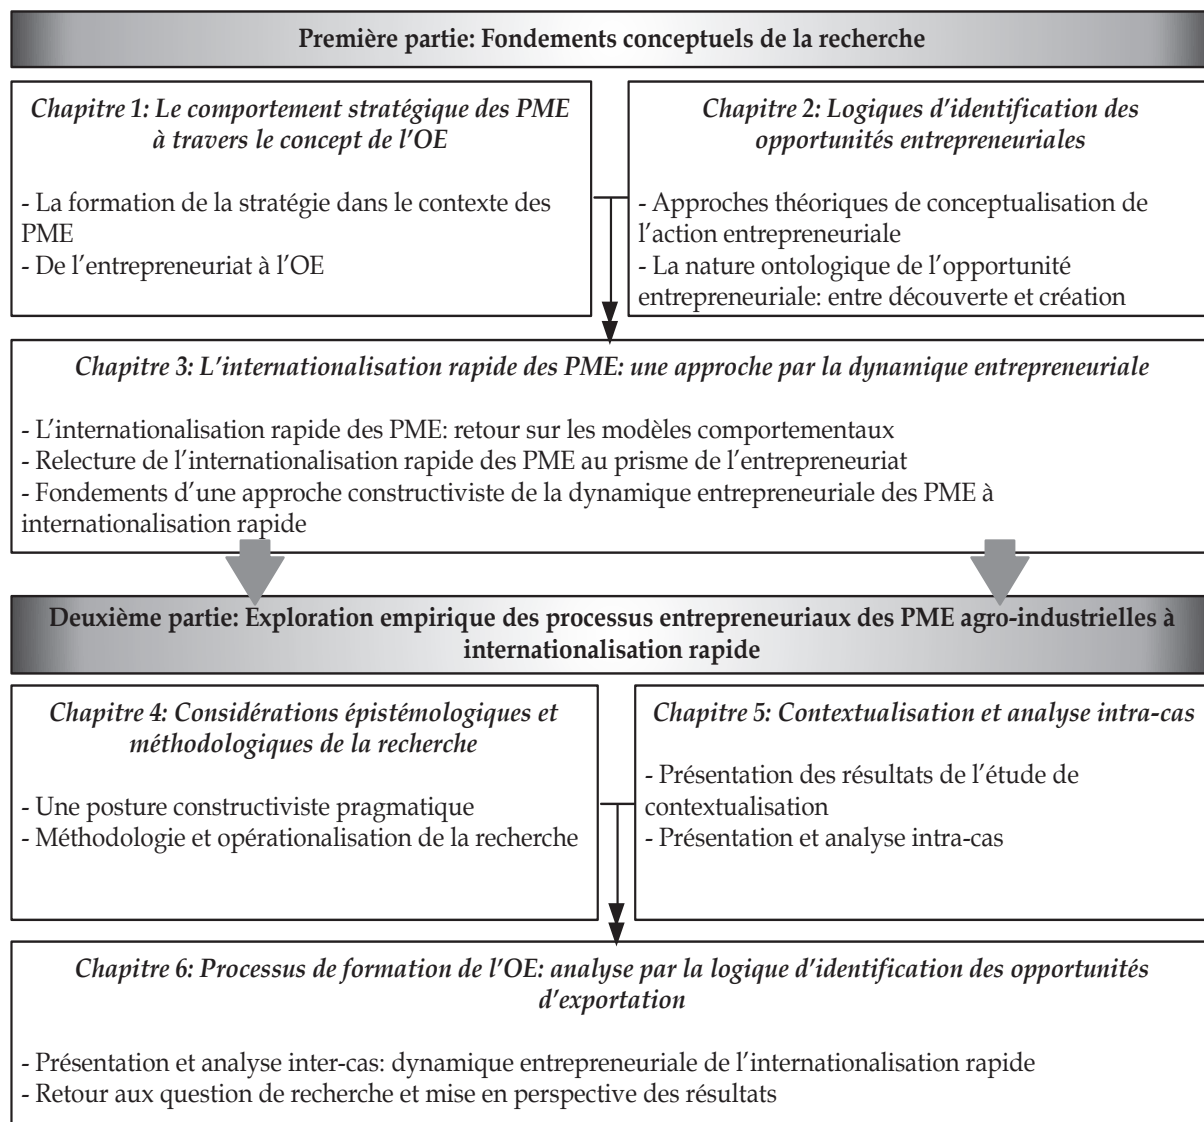 Première partie: Fondements conceptuels de la recherche
Chapitre 1: Le comportement stratégique des PME
à travers le concept de l'OE
- La formation de la stratégie dans le contexte des
PME
- De l'entrepreneuriat à l'OE
Chapitre 2: Logiques d'identification des
opportunités entrepreneuriales
- Approches théoriques de conceptualisation de
l'action entrepreneuriale
- La nature ontologique de l'opportunité
entrepreneuriale: entre découverte et création
Chapitre 3: L'internationalisation rapide des PME: une approche par la dynamique entrepreneuriale
- L'internationalisation rapide des PME: retour sur les modèles comportementaux
- Relecture de l'internationalisation rapide des PME au prisme de l'entrepreneuriat
- Fondements d'une approche constructiviste de la dynamique entrepreneuriale des PME à
internationalisation rapide
Deuxième partie: Exploration empirique des processus entrepreneuriaux des PME agro-industrielles à
internationalisation rapide
Chapitre 4: Considérations épistémologiques et
méthodologiques de la recherche
- Une posture constructiviste pragmatique
- Méthodologie et opérationalisation de la recherche
Chapitre 5: Contextualisation et analyse intra-cas
- Présentation des résultats de l'étude de
contextualisation
- Présentation et analyse intra-cas
Chapitre 6: Processus de formation de l'OE: analyse par la logique d'identification des opportunités
d'exportation
- Présentation et analyse inter-cas: dynamique entrepreneuriale de l'internationalisation rapide
- Retour aux question de recherche et mise en perspective des résultats